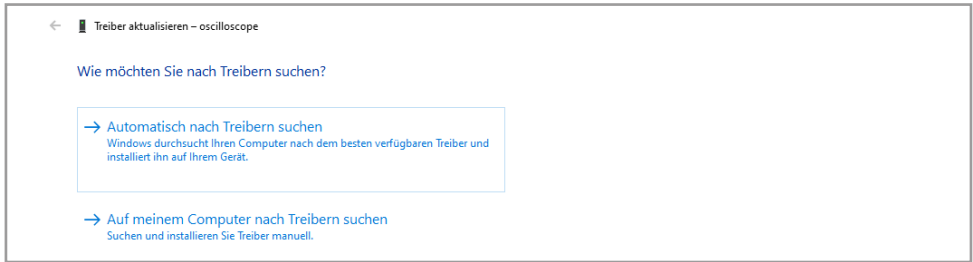 Treiber aktualisieren – oscilloscope
Wie möchten Sie nach Treibern suchen?
Automatisch nach Treibern suchen
Windows durchsucht Ihren Computer nach dem besten verfügbaren Treiber und
installiert ihn auf Ihrem Gerät.
Auf meinem Computer nach Treibern suchen
Suchen und installieren Sie Treiber manuell.